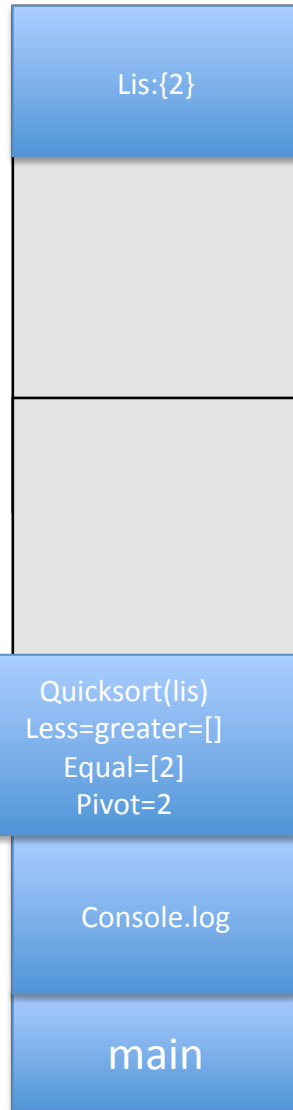 Lis:{2}
Quicksort(lis)
Less=greater=[]
Equal=[2]
Pivot=2
Console.log
main